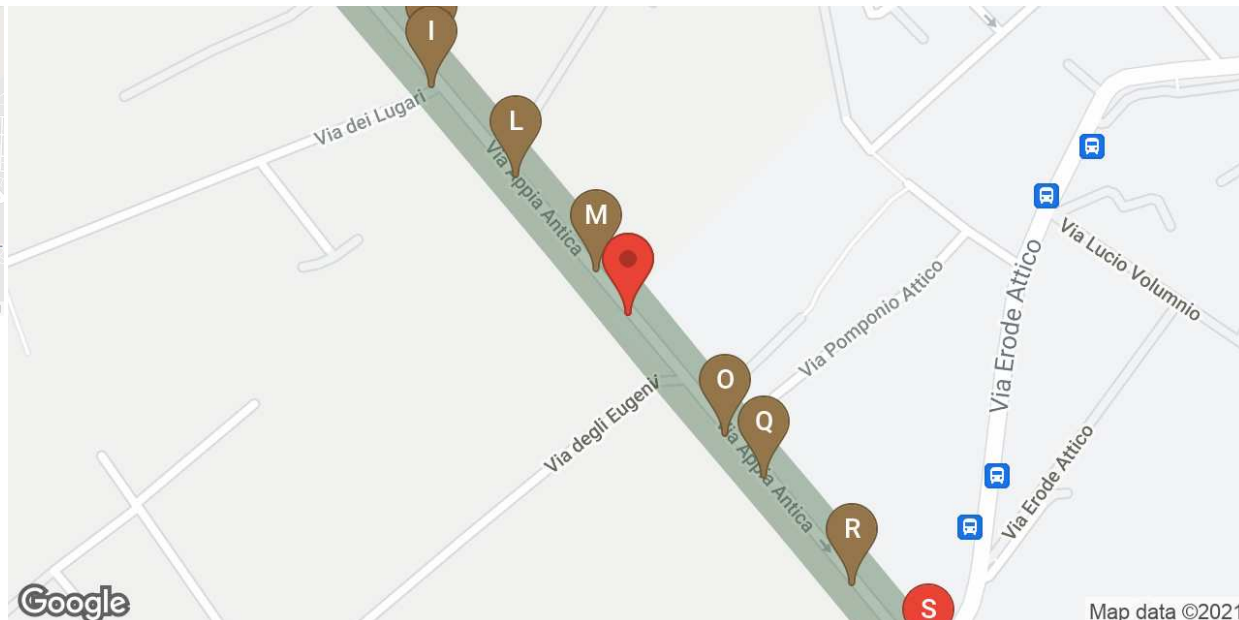 I
Via dei Lugari
L
Via Appia Antica
M
Via Lucio Volumnio
Via Pomponio Attico
Via Erode Attico
O
Via degli Eugenii
Q
Via Appia Antica
Via Erode Attico
R
S
Google
Map data ©2021